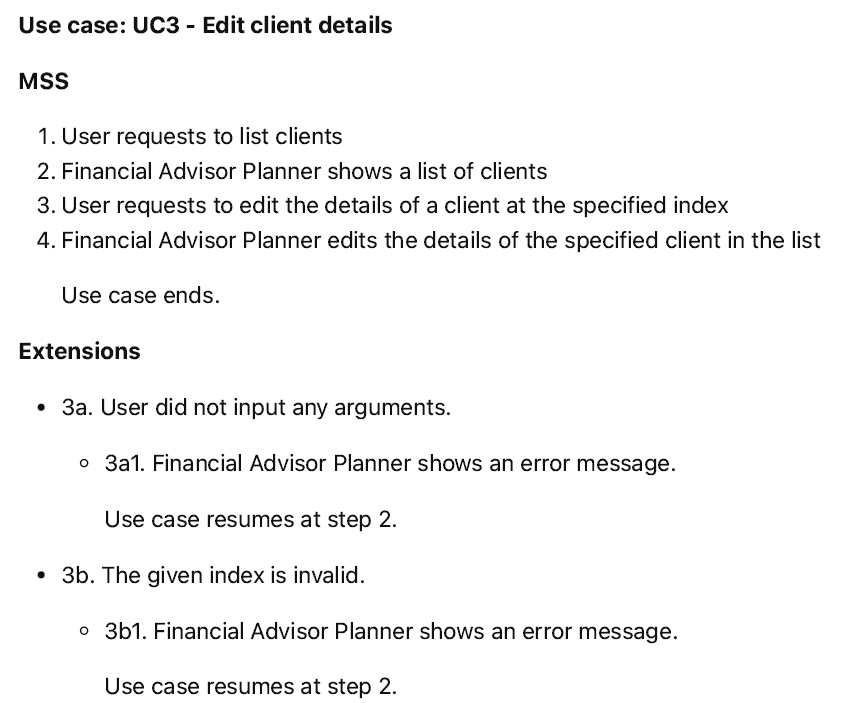 Use case: UC3 - Edit client details
MSS
1. User requests to list clients
2. Financial Advisor Planner shows a list of clients
3. User requests to edit the details of a client at the specified index
4. Financial Advisor Planner edits the details of the specified client in the list
Use case ends.
Extensions
• 3a. User did not input any arguments.
◦ 3a1. Financial Advisor Planner shows an error message.
Use case resumes at step 2.
• 3b. The given index is invalid.
◦ 3b1. Financial Advisor Planner shows an error message.
Use case resumes at step 2.